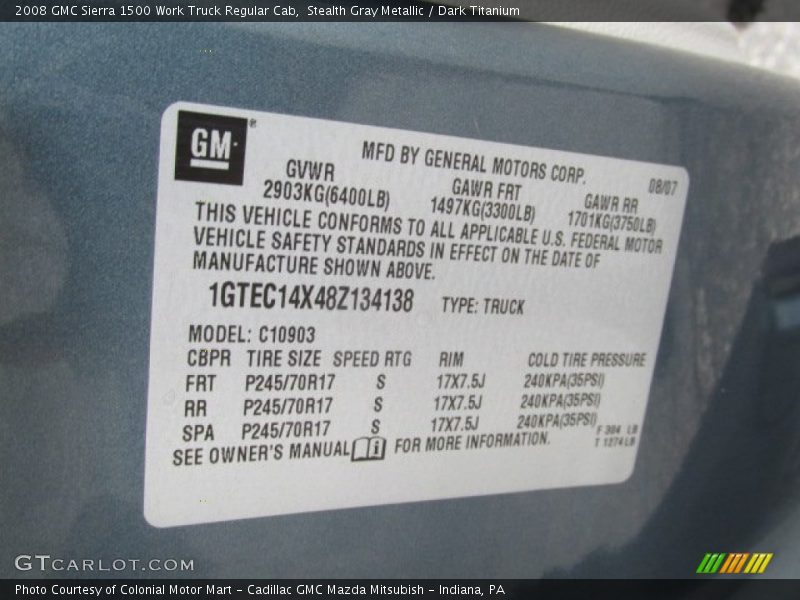 2008 GMC Sierra 1500 Work Truck Regular Cab,  Stealth Gray Metallic / Dark Titanium
GM ®
MFD BY GENERAL MOTORS CORP. 08/07
GVWR GAWR FRT GAWR RR
2903KG(6400LB) 1497KG(3300LB) 1701KG(3750LB)
THIS VEHICLE CONFORMS TO ALL APPLICABLE U.S. FEDERAL MOTOR
VEHICLE SAFETY STANDARDS IN EFFECT ON THE DATE OF
MANUFACTURE SHOWN ABOVE.
1GTEC14X48Z134138 TYPE: TRUCK
MODEL: C10903
CBPR TIRE SIZE SPEED RTG RIM COLD TIRE PRESSURE
FRT P245/70R17 S 17X7.5J 240KPA(35PSI)
RR P245/70R17 S 17X7.5J 240KPA(35PSI)
SPA P245/70R17 S 17X7.5J 240KPA(35PSI)
SEE OWNER'S MANUAL i FOR MORE INFORMATION.
F 304 LB
T 1274 LB
GTCARLOT.COM
Photo Courtesy of Colonial Motor Mart – Cadillac GMC Mazda Mitsubish – Indiana, PA